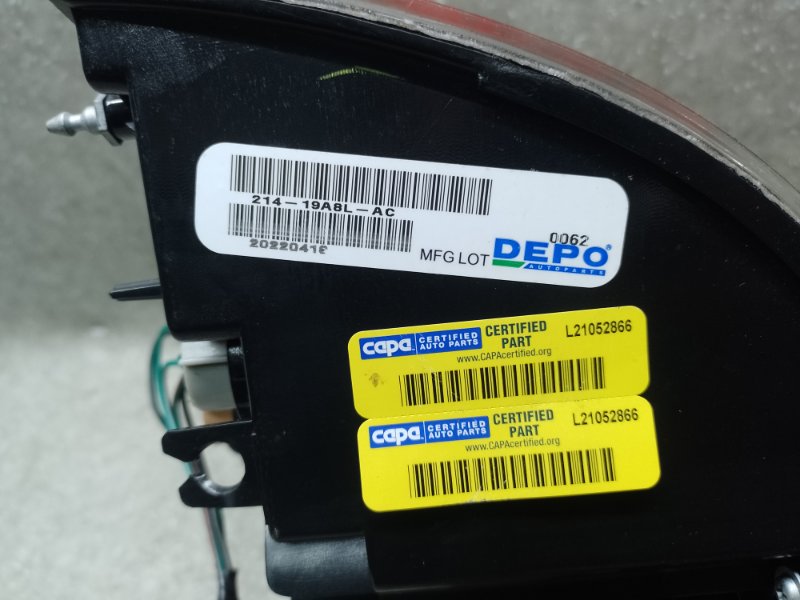 214-19A8L-AC
0062
2022041
MFG LOT DEPO®
AUTOPARTS
capa CERTIFIED AUTO PARTS CERTIFIED PART L21052866
www.CAPAcertified.org
capa CERTIFIED AUTO PARTS CERTIFIED PART L21052866
www.CAPAcertified.org